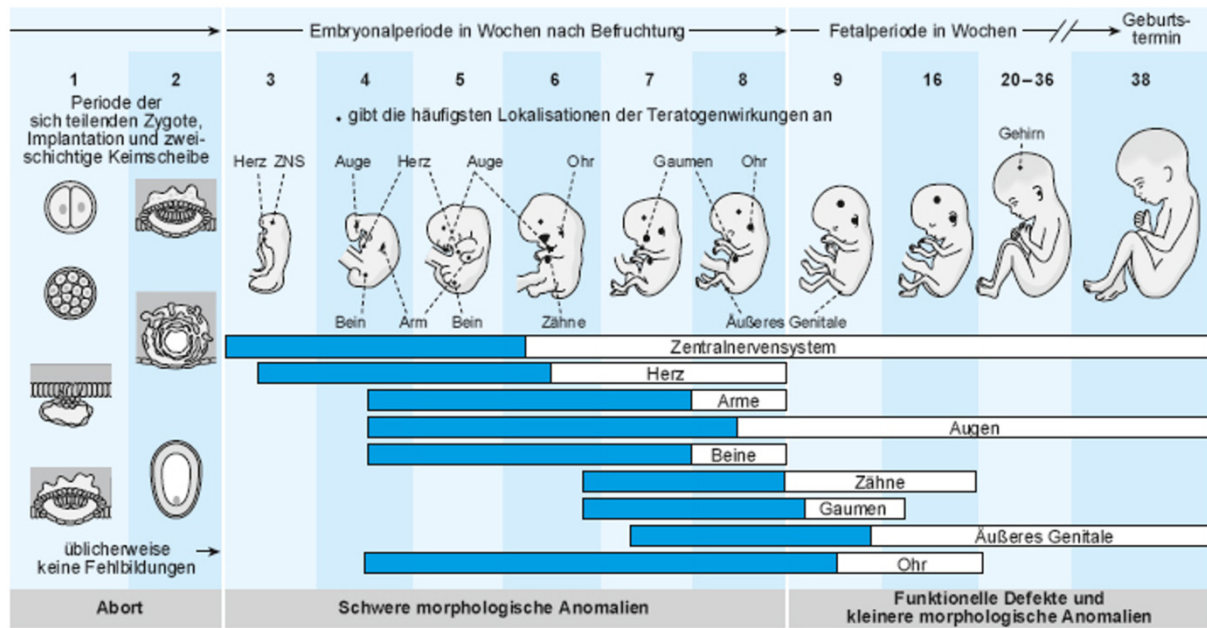 Embryonalperiode in Wochen nach Befruchtung
Fetalperiode in Wochen
Geburts-
termin
1
2
3
4
5
6
7
8
9
16
20–36
38
Periode der
sich teilenden Zygote,
Implantation und zwei-
schichtige Keimscheibe
• gibt die häufigsten Lokalisationen der Teratogenwirkungen an
Herz ZNS
Auge
Herz
Auge
Ohr
Gaumen
Ohr
Gehirn
Bein
Arm
Bein
Zähne
Äußeres Genitale
Zentralnervensystem
Herz
Arme
Augen
Beine
Zähne
Gaumen
Äußeres Genitale
Ohr
üblicherweise
keine Fehlbildungen
Abort
Schwere morphologische Anomalien
Funktionelle Defekte und
kleinere morphologische Anomalien